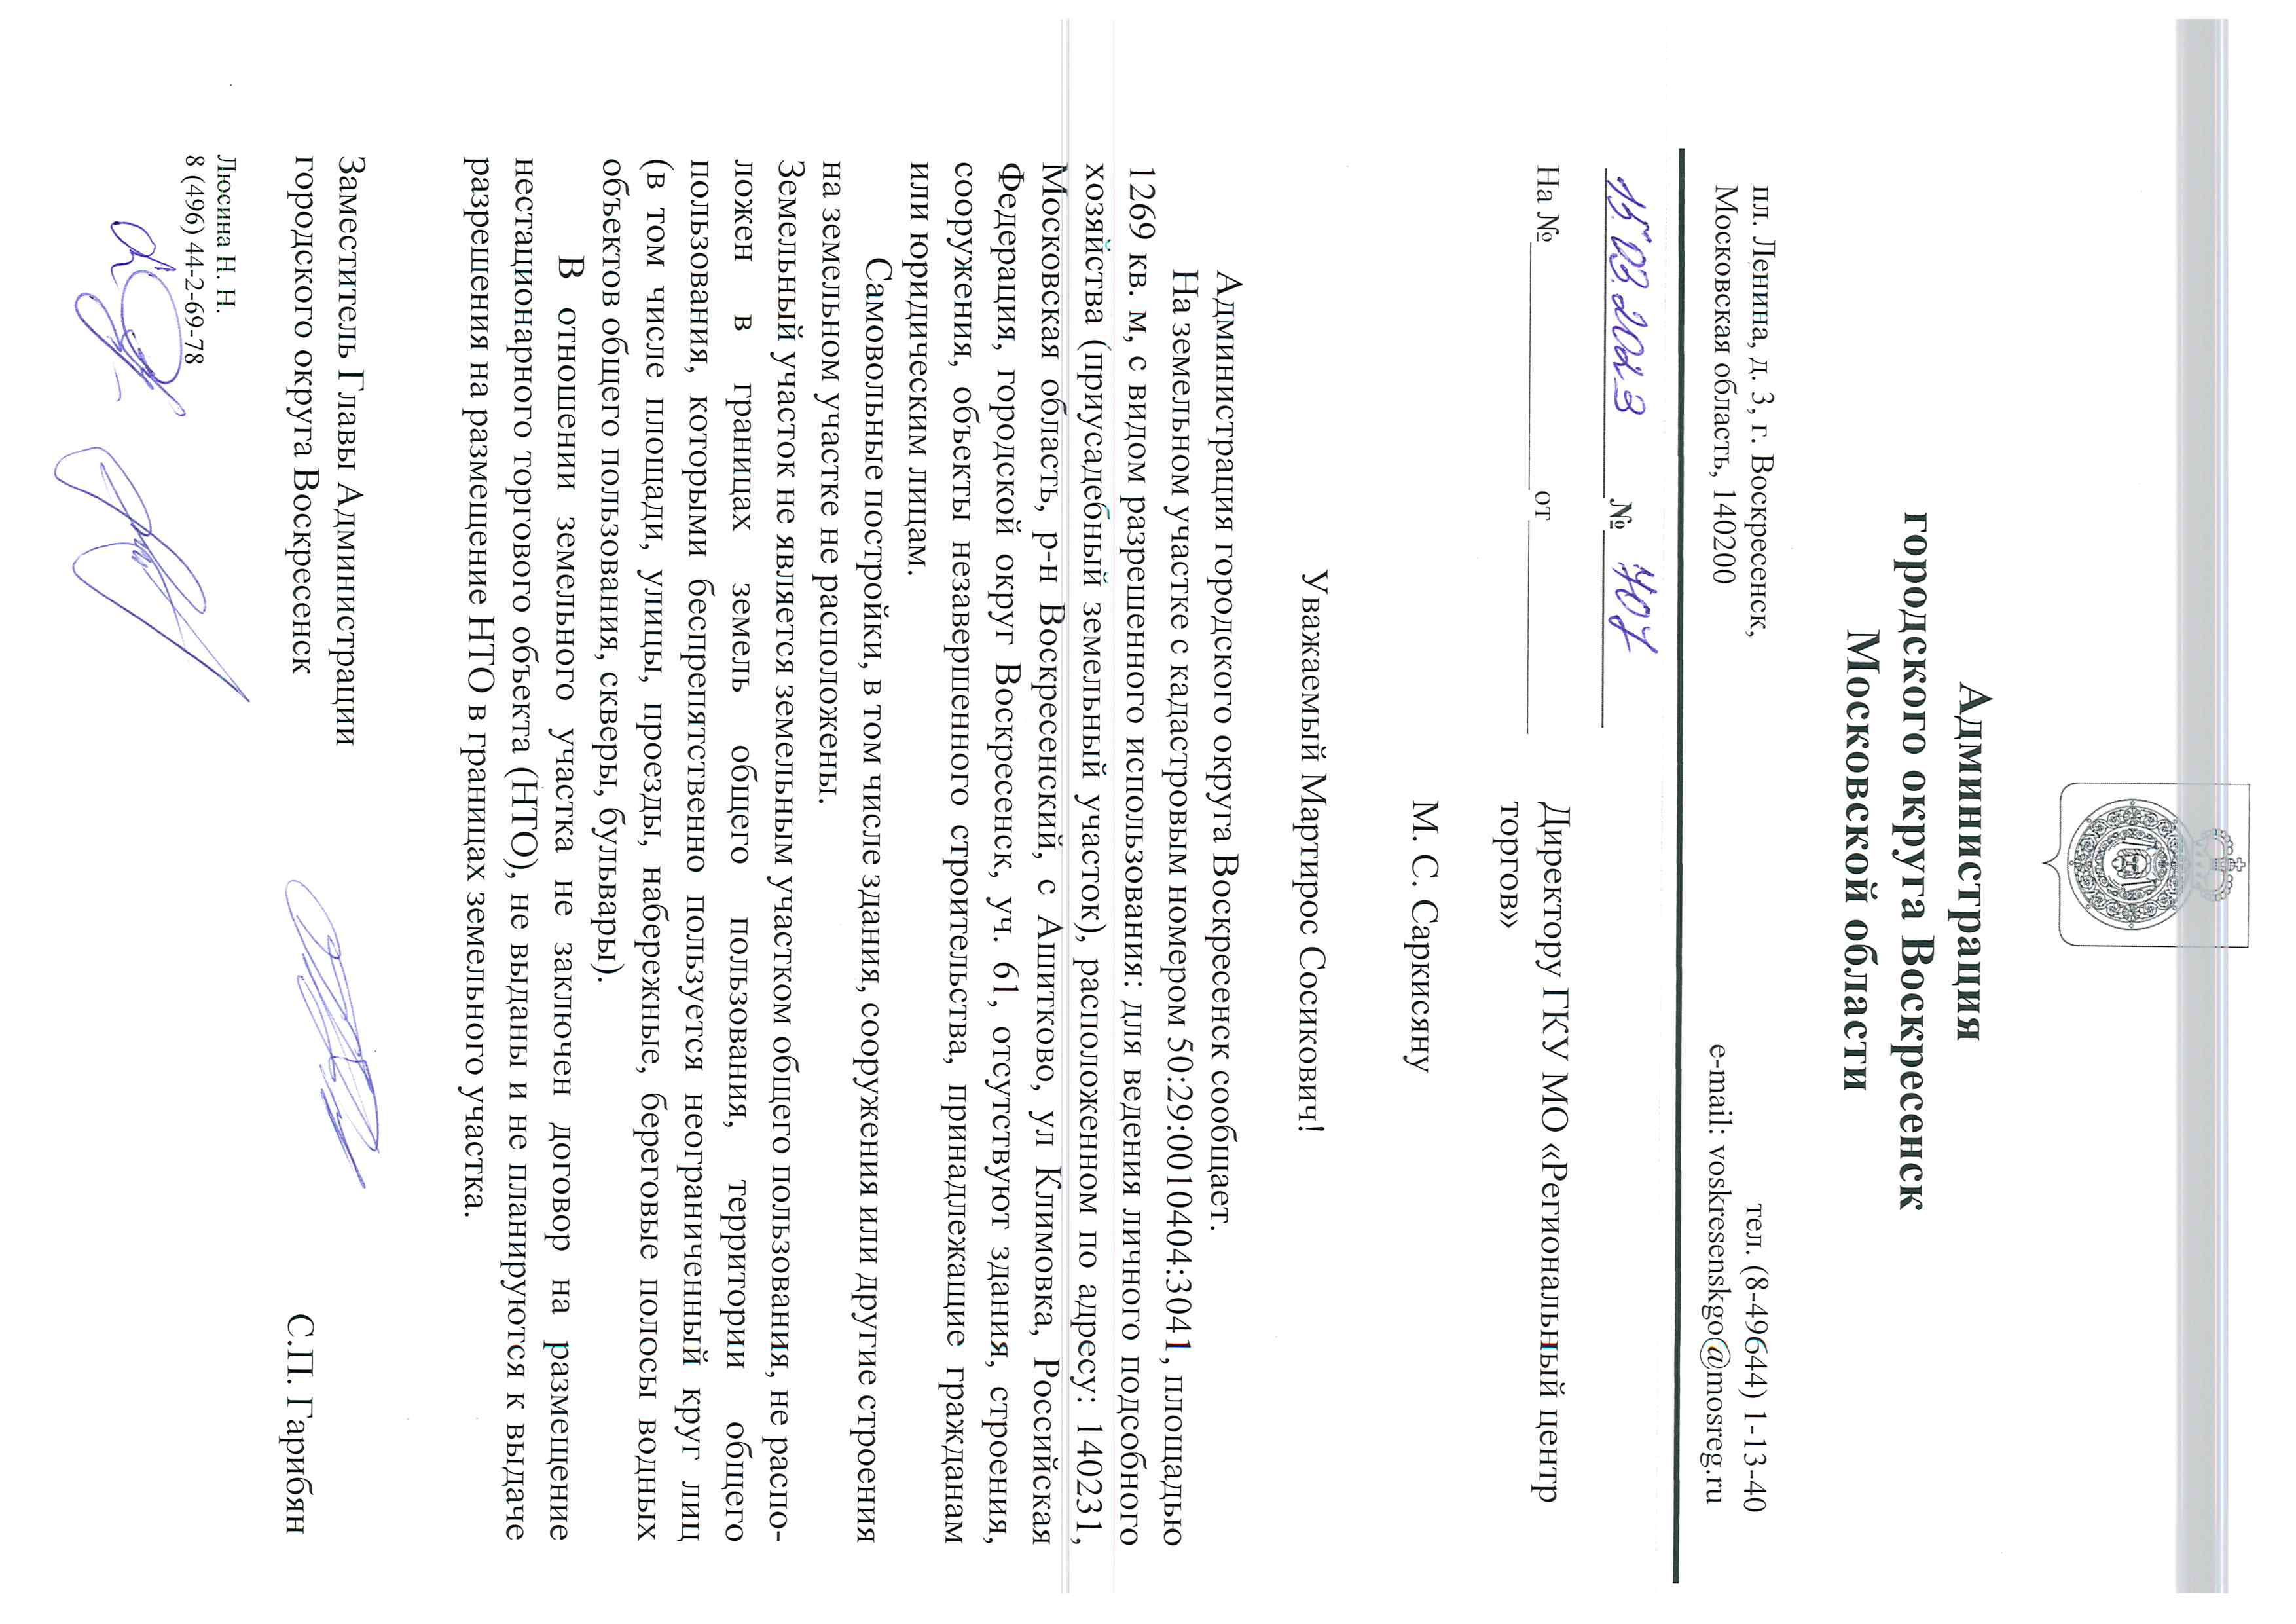 Администрация
городского округа Воскресенск
Московской области
пл. Ленина, д. 3, г. Воскресенск,
Московская область, 140200
тел. (8-49644) 1-13-40
e-mail: voskresenskgo@mosreg.ru
15.03.2023 № 407
На № от
Директору ГКУ МО «Региональный центр
торгов»
М. С. Саркисяну
Уважаемый Мартирос Сосикович!
Администрация городского округа Воскресенск сообщает.
На земельном участке с кадастровым номером 50:29:0010404:3041, площадью
1269 кв. м, с видом разрешенного использования: для ведения личного подсобного
хозяйства (приусадебный земельный участок), расположенном по адресу: 140231,
Московская область, р-н Воскресенский, с Ашитково, ул Климовка, Российская
Федерация, городской округ Воскресенск, уч. 61, отсутствуют здания, строения,
сооружения, объекты незавершенного строительства, принадлежащие гражданам
или юридическим лицам.
Самовольные постройки, в том числе здания, сооружения или другие строения
на земельном участке не расположены.
Земельный участок не является земельным участком общего пользования, не распо-
ложен в границах земель общего пользования, территории общего
пользования, которыми беспрепятственно пользуется неограниченный круг лиц
(в том числе площади, улицы, проезды, набережные, береговые полосы водных
объектов общего пользования, скверы, бульвары).
В отношении земельного участка не заключен договор на размещение
нестационарного торгового объекта (НТО), не выданы и не планируются к выдаче
разрешения на размещение НТО в границах земельного участка.
Заместитель Главы Администрации
городского округа Воскресенск С.П. Гарибян
Люсина Н. Н.
8 (496) 44-2-69-78